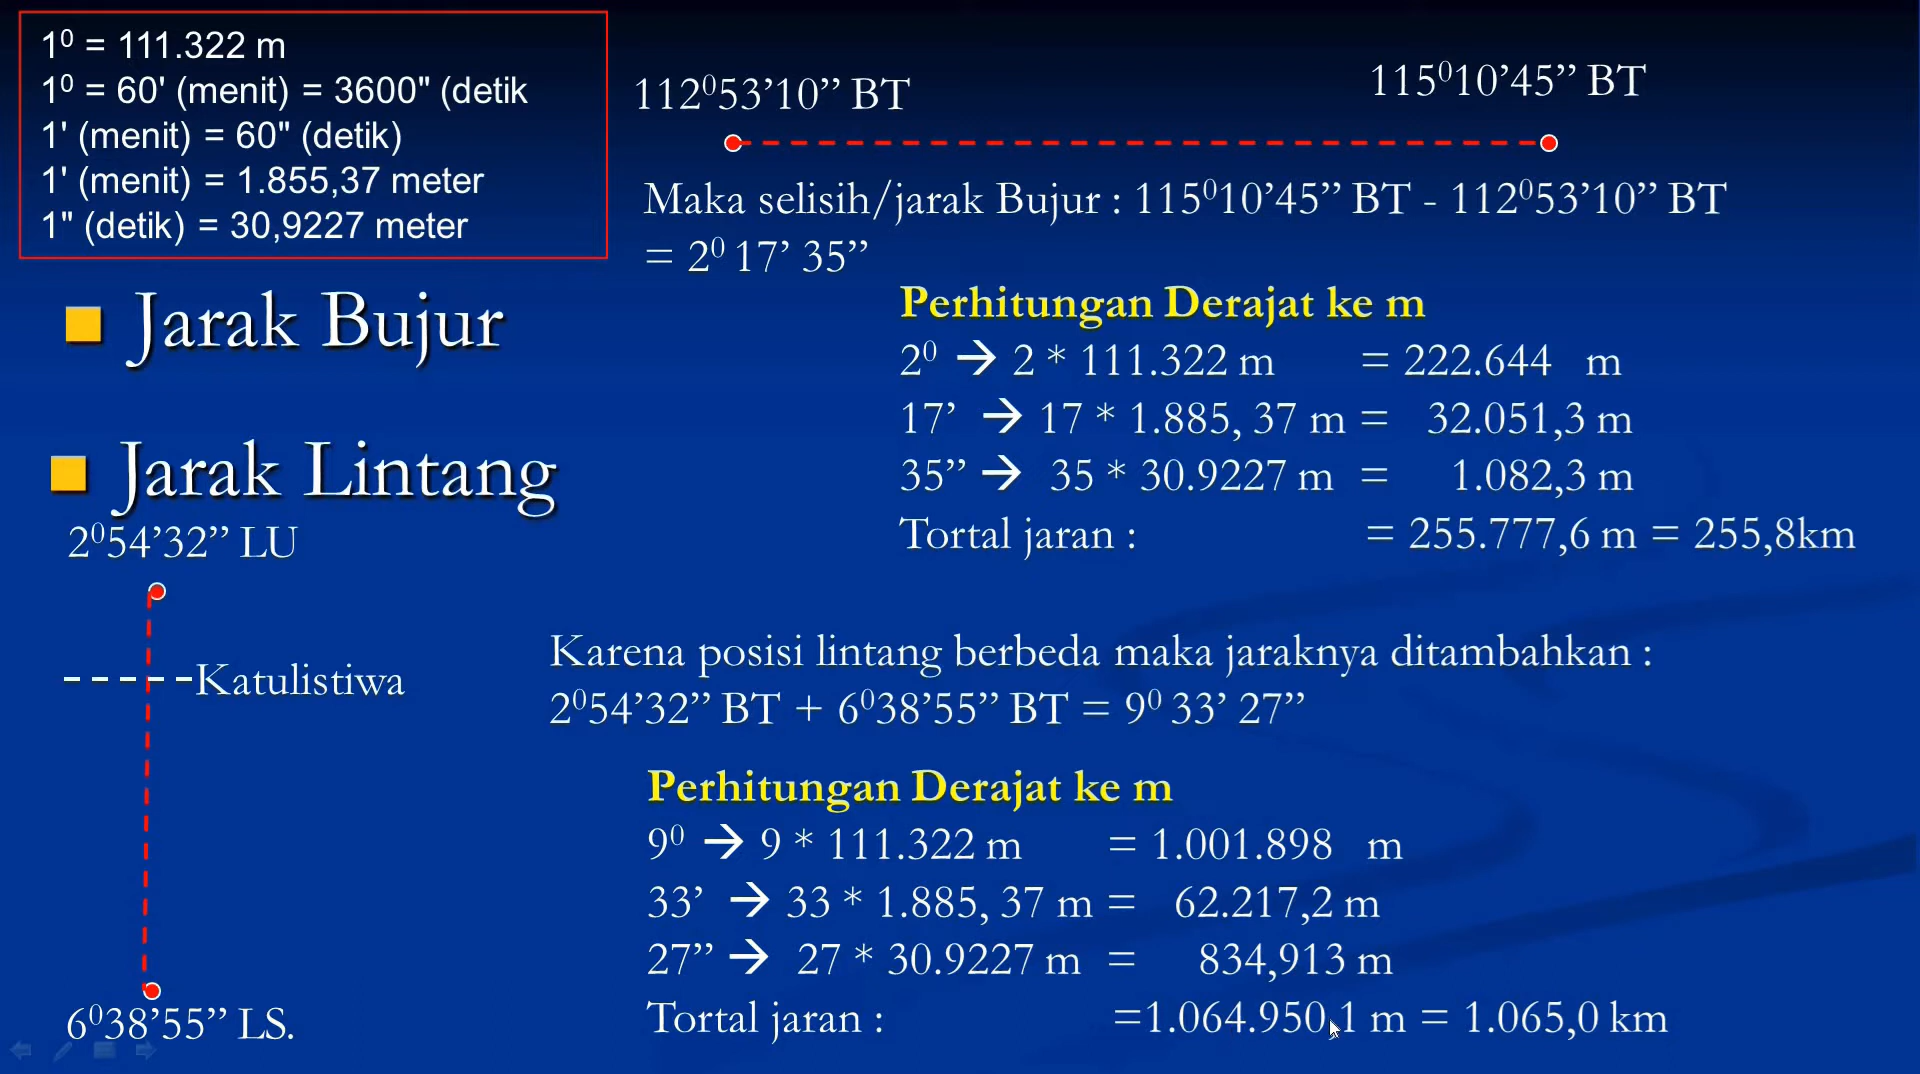 1⁰ = 111.322 m
1⁰ = 60' (menit) = 3600" (detik
1' (menit) = 60" (detik)
1' (menit) = 1.855,37 meter
1" (detik) = 30,9227 meter
112⁰53’10” BT
115⁰10’45” BT
Maka selisih/jarak Bujur : 115⁰10’45” BT - 112⁰53’10” BT
= 2⁰ 17’ 35”
Jarak Bujur
Perhitungan Derajat ke m
2⁰ → 2 * 111.322 m = 222.644 m
17’ → 17 * 1.885, 37 m = 32.051,3 m
35” → 35 * 30.9227 m = 1.082,3 m
Tortal jaran : = 255.777,6 m = 255,8km
Jarak Lintang
2⁰54’32” LU
Katulistiwa
6⁰38’55” LS.
Karena posisi lintang berbeda maka jaraknya ditambahkan :
2⁰54’32” BT + 6⁰38’55” BT = 9⁰ 33’ 27”
Perhitungan Derajat ke m
9⁰ → 9 * 111.322 m = 1.001.898 m
33’ → 33 * 1.885, 37 m = 62.217,2 m
27” → 27 * 30.9227 m = 834,913 m
Tortal jaran : =1.064.950,1 m = 1.065,0 km